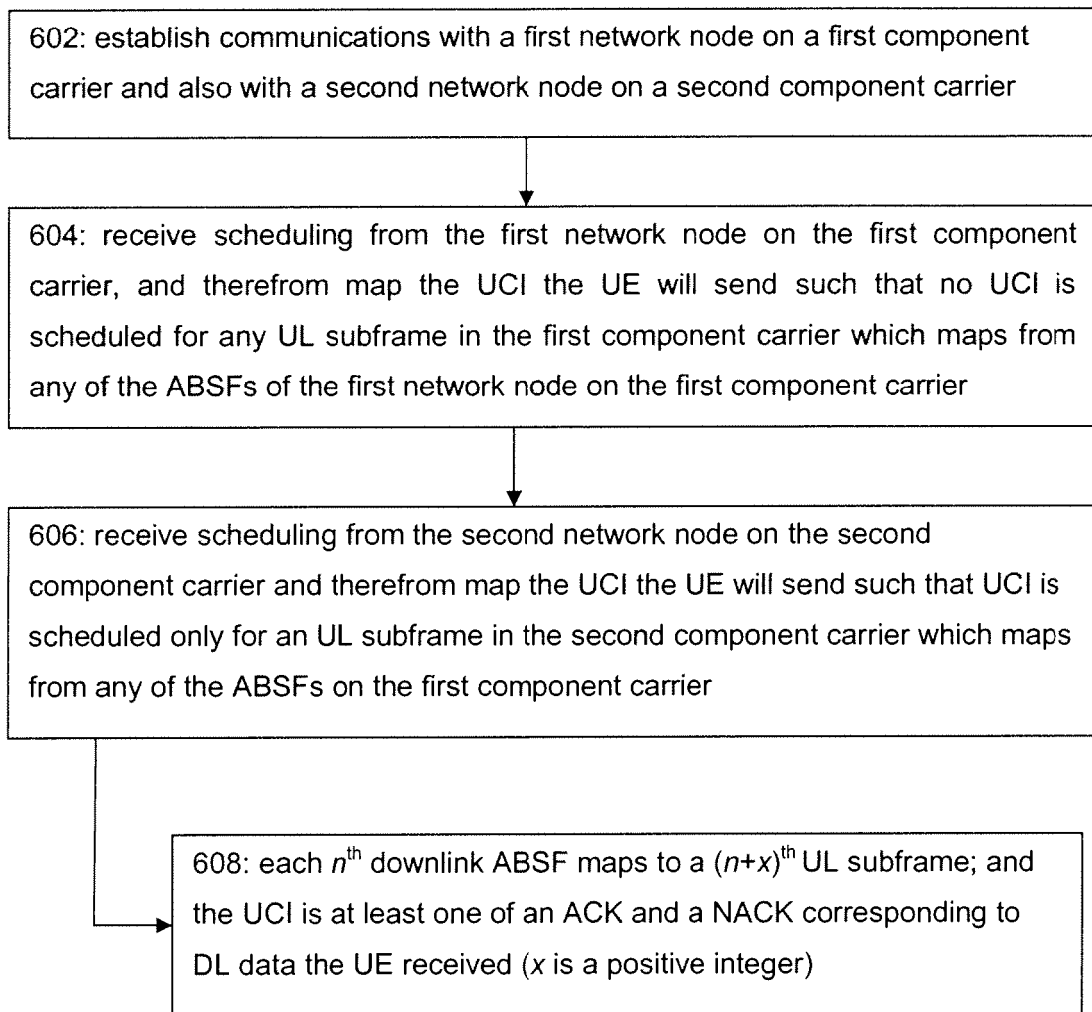 602: establish communications with a first network node on a first component
carrier and also with a second network node on a second component carrier
604: receive scheduling from the first network node on the first component
carrier, and therefrom map the UCI the UE will send such that no UCI is
scheduled for any UL subframe in the first component carrier which maps from
any of the ABSFs of the first network node on the first component carrier
606: receive scheduling from the second network node on the second
component carrier and therefrom map the UCI the UE will send such that UCI is
scheduled only for an UL subframe in the second component carrier which maps
from any of the ABSFs on the first component carrier
608: each nth downlink ABSF maps to a (n+x)th UL subframe; and
the UCI is at least one of an ACK and a NACK corresponding to
DL data the UE received (x is a positive integer)